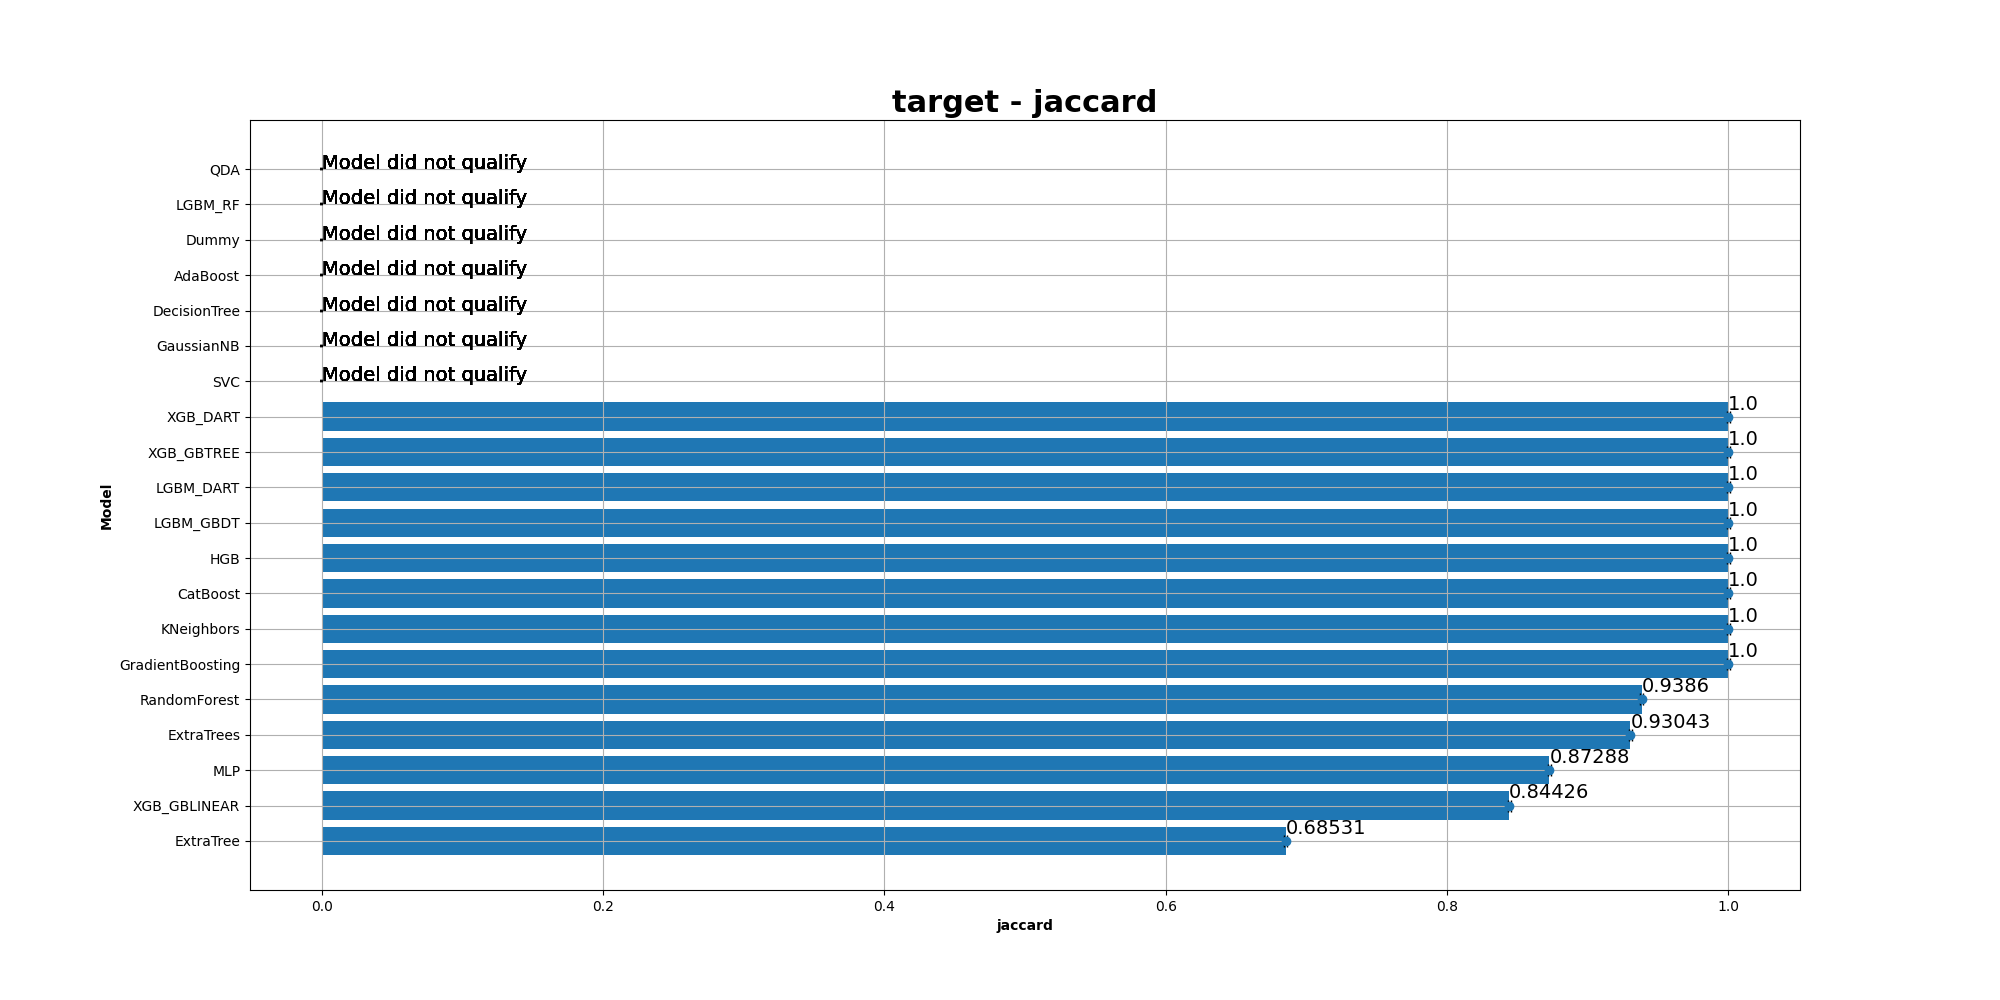 target - jaccard
QDA Model did not qualify
LGBM_RF Model did not qualify
Dummy Model did not qualify
AdaBoost Model did not qualify
DecisionTree Model did not qualify
GaussianNB Model did not qualify
SVC Model did not qualify
XGB_DART 1.0
XGB_GBTREE 1.0
LGBM_DART 1.0
LGBM_GBDT 1.0
HGB 1.0
CatBoost 1.0
KNeighbors 1.0
GradientBoosting 1.0
RandomForest 0.9386
ExtraTrees 0.93043
MLP 0.87288
XGB_GBLINEAR 0.84426
ExtraTree 0.68531
Model
0.0 0.2 0.4 0.6 0.8 1.0
jaccard